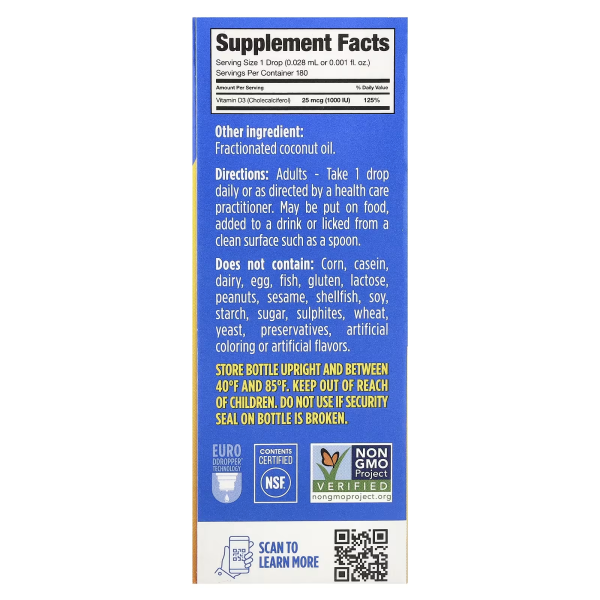 Supplement Facts
Serving Size 1 Drop (0.028 mL or 0.001 fl. oz.)
Servings Per Container 180
Amount Per Serving % Daily Value
Vitamin D3 (Cholecalciferol) 25 mcg (1000 IU) 125%
Other ingredient:
Fractionated coconut oil.
Directions: Adults - Take 1 drop
daily or as directed by a health care
practitioner. May be put on food,
added to a drink or licked from a
clean surface such as a spoon.
Does not contain: Corn, casein,
dairy, egg, fish, gluten, lactose,
peanuts, sesame, shellfish, soy,
starch, sugar, sulphites, wheat,
yeast, preservatives, artificial
coloring or artificial flavors.
STORE BOTTLE UPRIGHT AND BETWEEN
40°F AND 85°F. KEEP OUT OF REACH
OF CHILDREN. DO NOT USE IF SECURITY
SEAL ON BOTTLE IS BROKEN.
EURO
DDROPPER™
TECHNOLOGY
CONTENTS
CERTIFIED
NSF
NON
GMO
Project
VERIFIED
nongmoproject.org
SCAN TO
LEARN MORE